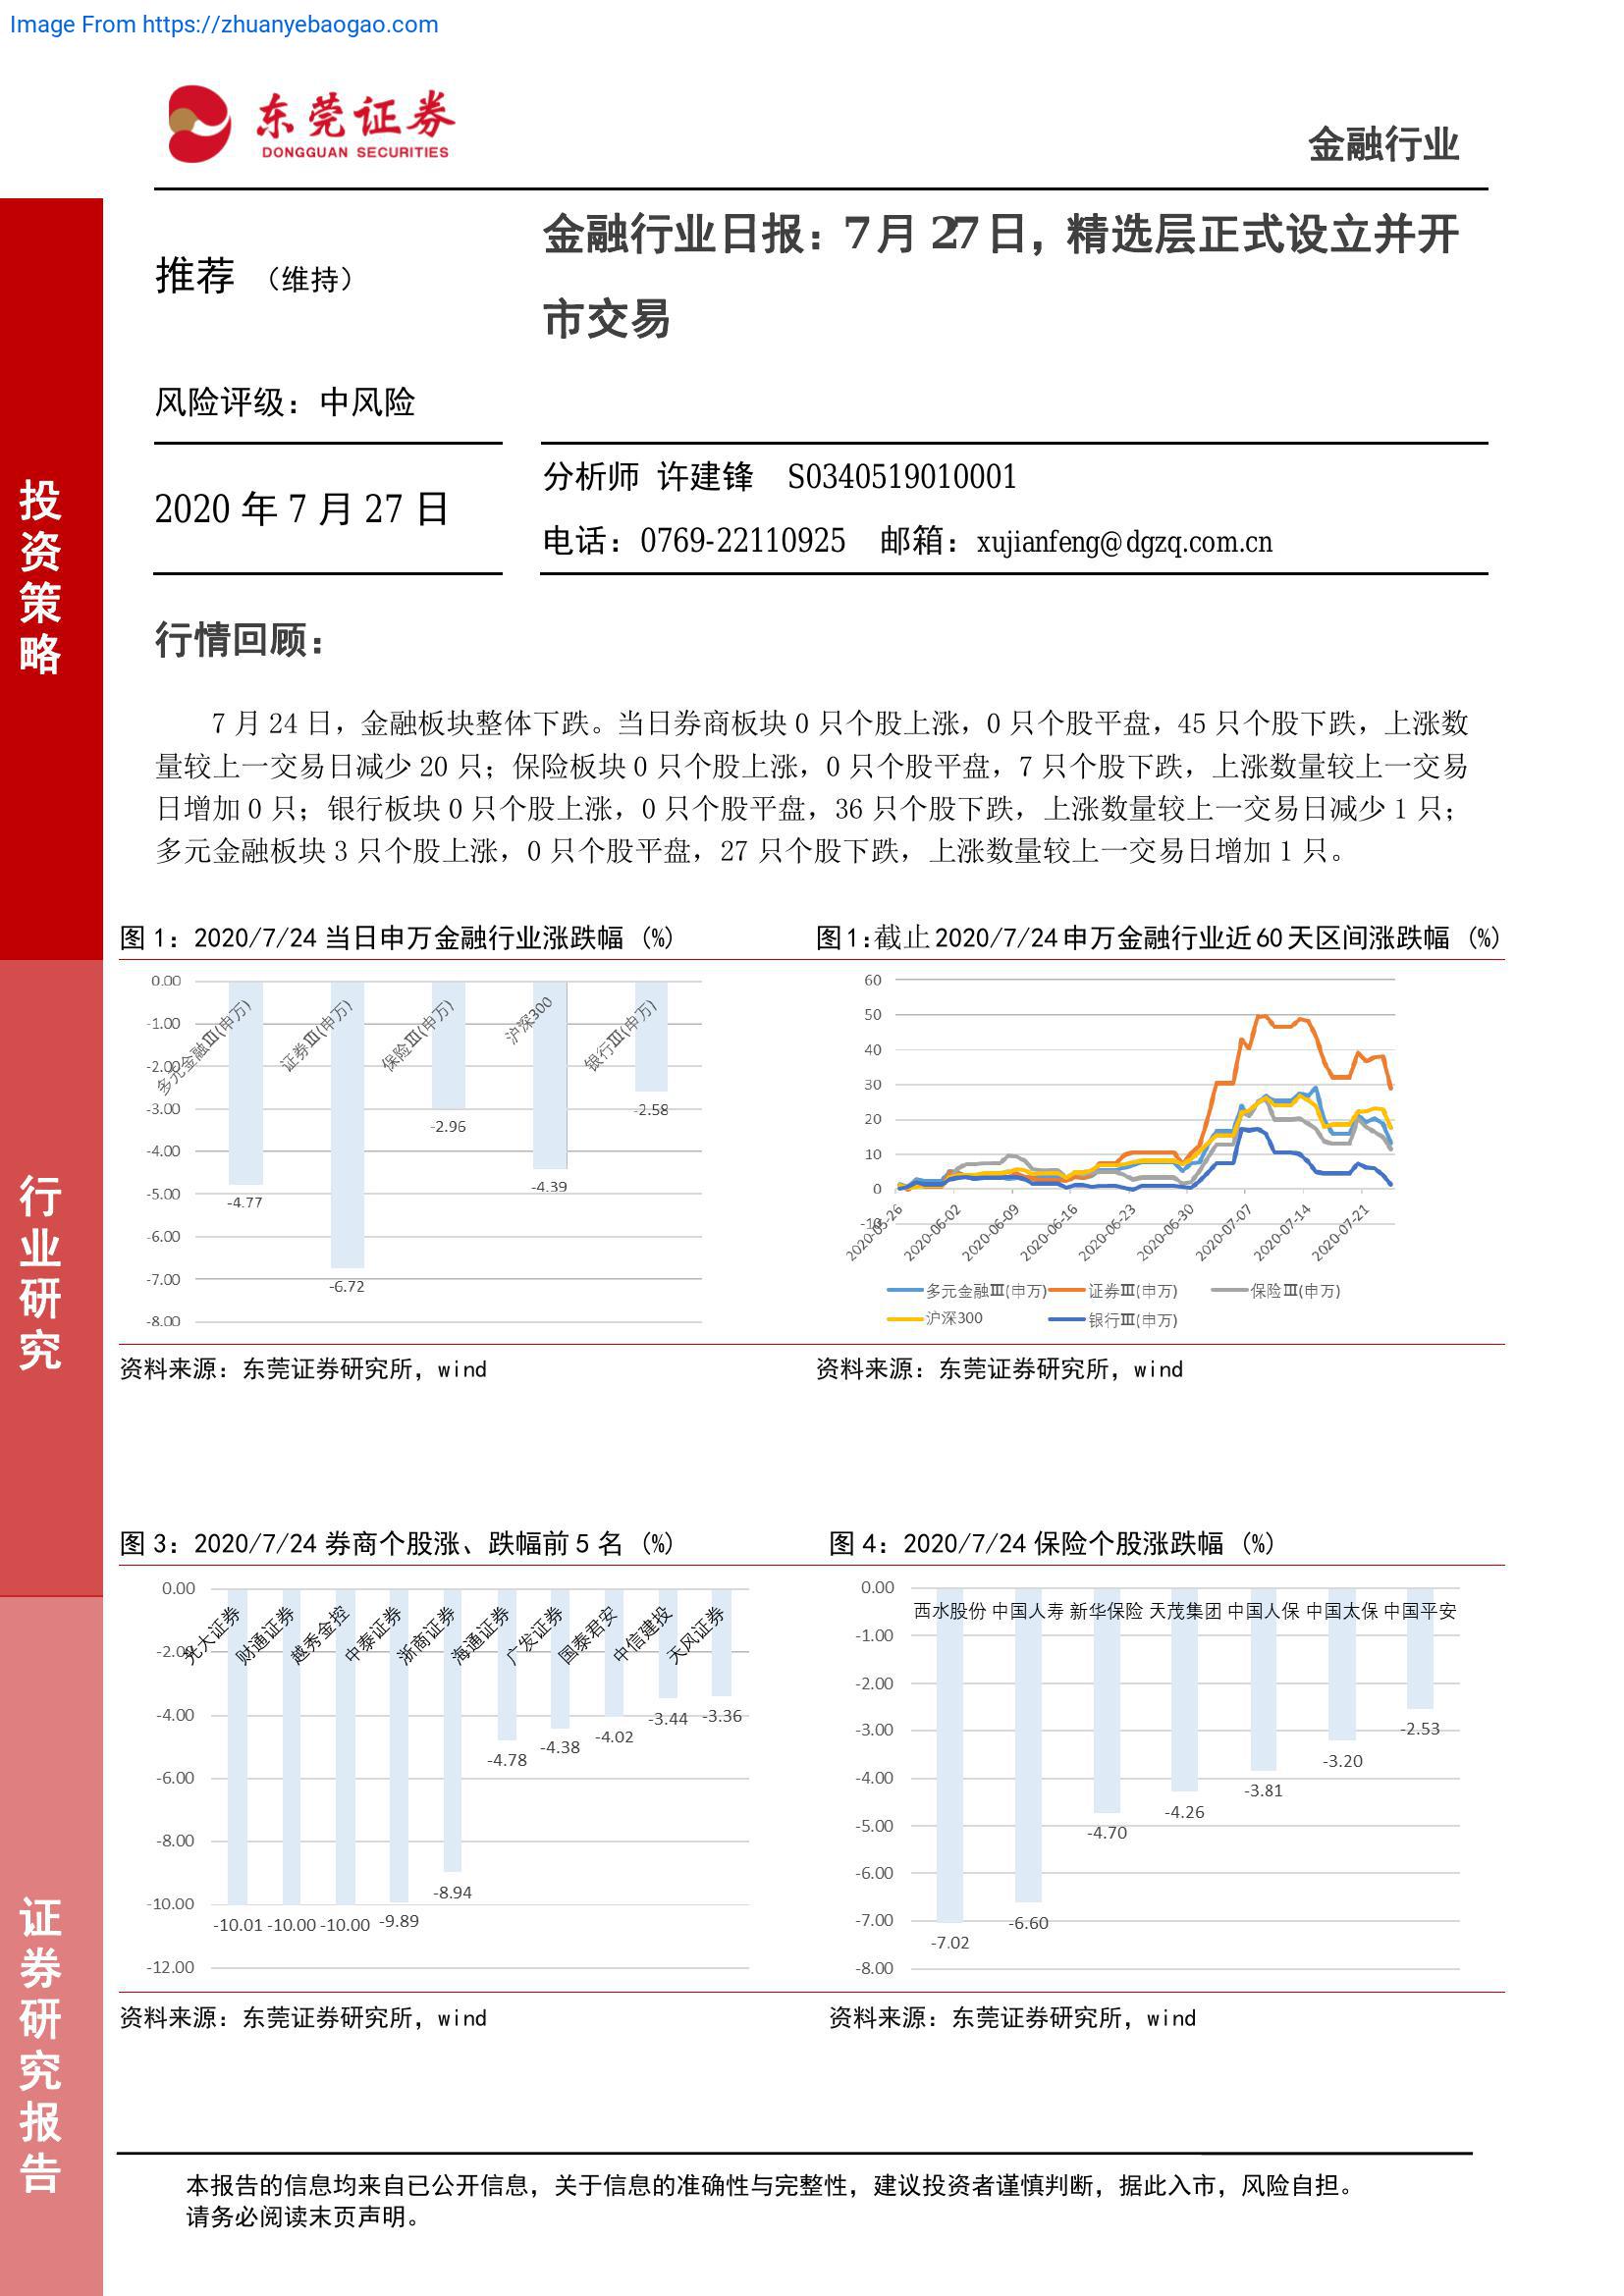 Image From https://zhuanyebaogao.com
东莞证券
DONGGUAN SECURITIES
金融行业
投资策略
行业研究
证券研究报告
推荐 （维持）
金融行业日报：7月27日，精选层正式设立并开
市交易
风险评级：中风险
2020 年 7 月 27 日
分析师 许建锋 S0340519010001
电话：0769-22110925 邮箱：xujianfeng@dgzq.com.cn
行情回顾：
7 月 24 日，金融板块整体下跌。当日券商板块 0 只个股上涨，0 只个股平盘，45 只个股下跌，上涨数
量较上一交易日减少 20 只；保险板块 0 只个股上涨，0 只个股平盘，7 只个股下跌，上涨数量较上一交易
日增加 0 只；银行板块 0 只个股上涨，0 只个股平盘，36 只个股下跌，上涨数量较上一交易日减少 1 只；
多元金融板块 3 只个股上涨，0 只个股平盘，27 只个股下跌，上涨数量较上一交易日增加 1 只。
图 1：2020/7/24 当日申万金融行业涨跌幅 (%)
0.00
-1.00
-2.00
-3.00
-4.00
-5.00
-6.00
-7.00
-8.00
多元金融Ⅲ(申万)
证券Ⅲ(申万)
保险Ⅲ(申万)
沪深300
银行Ⅲ(申万)
-4.77
-6.72
-2.96
-4.39
-2.58
资料来源：东莞证券研究所，wind
图1:截止2020/7/24申万金融行业近60天区间涨跌幅 (%)
60
50
40
30
20
10
0
-10
2020-05-26
2020-06-02
2020-06-09
2020-06-16
2020-06-23
2020-06-30
2020-07-07
2020-07-14
2020-07-21
多元金融Ⅲ(申万) 证券Ⅲ(申万) 保险Ⅲ(申万)
沪深300 银行Ⅲ(申万)
资料来源：东莞证券研究所，wind
图 3：2020/7/24 券商个股涨、跌幅前 5 名 (%)
0.00
-2.00
-4.00
-6.00
-8.00
-10.00
-12.00
光大证券
财通证券
越秀金控
中泰证券
浙商证券
海通证券
广发证券
国泰君安
中信建投
天风证券
-10.01
-10.00
-10.00
-9.89
-8.94
-4.78
-4.38
-4.02
-3.44
-3.36
资料来源：东莞证券研究所，wind
图 4：2020/7/24 保险个股涨跌幅 (%)
0.00
-1.00
-2.00
-3.00
-4.00
-5.00
-6.00
-7.00
-8.00
西水股份 中国人寿 新华保险 天茂集团 中国人保 中国太保 中国平安
-7.02
-6.60
-4.70
-4.26
-3.81
-3.20
-2.53
资料来源：东莞证券研究所，wind
本报告的信息均来自已公开信息，关于信息的准确性与完整性，建议投资者谨慎判断，据此入市，风险自担。
请务必阅读末页声明。